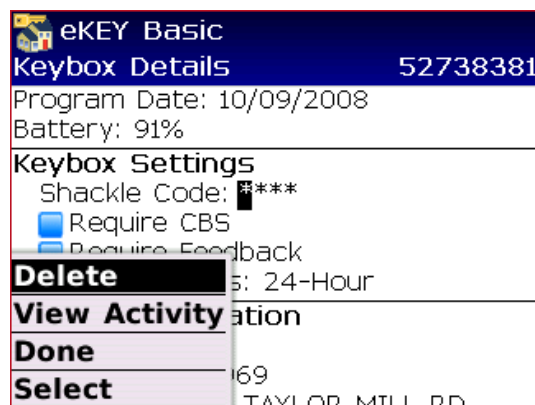 eKEY Basic
Keybox Details 52738381
Program Date: 10/09/2008
Battery: 91%
Keybox Settings
Shackle Code: ****
Require CBS
Require Feedback
s: 24-Hour
Delete
View Activity
ation
Done
69
Select
TAYLOR MILL RD